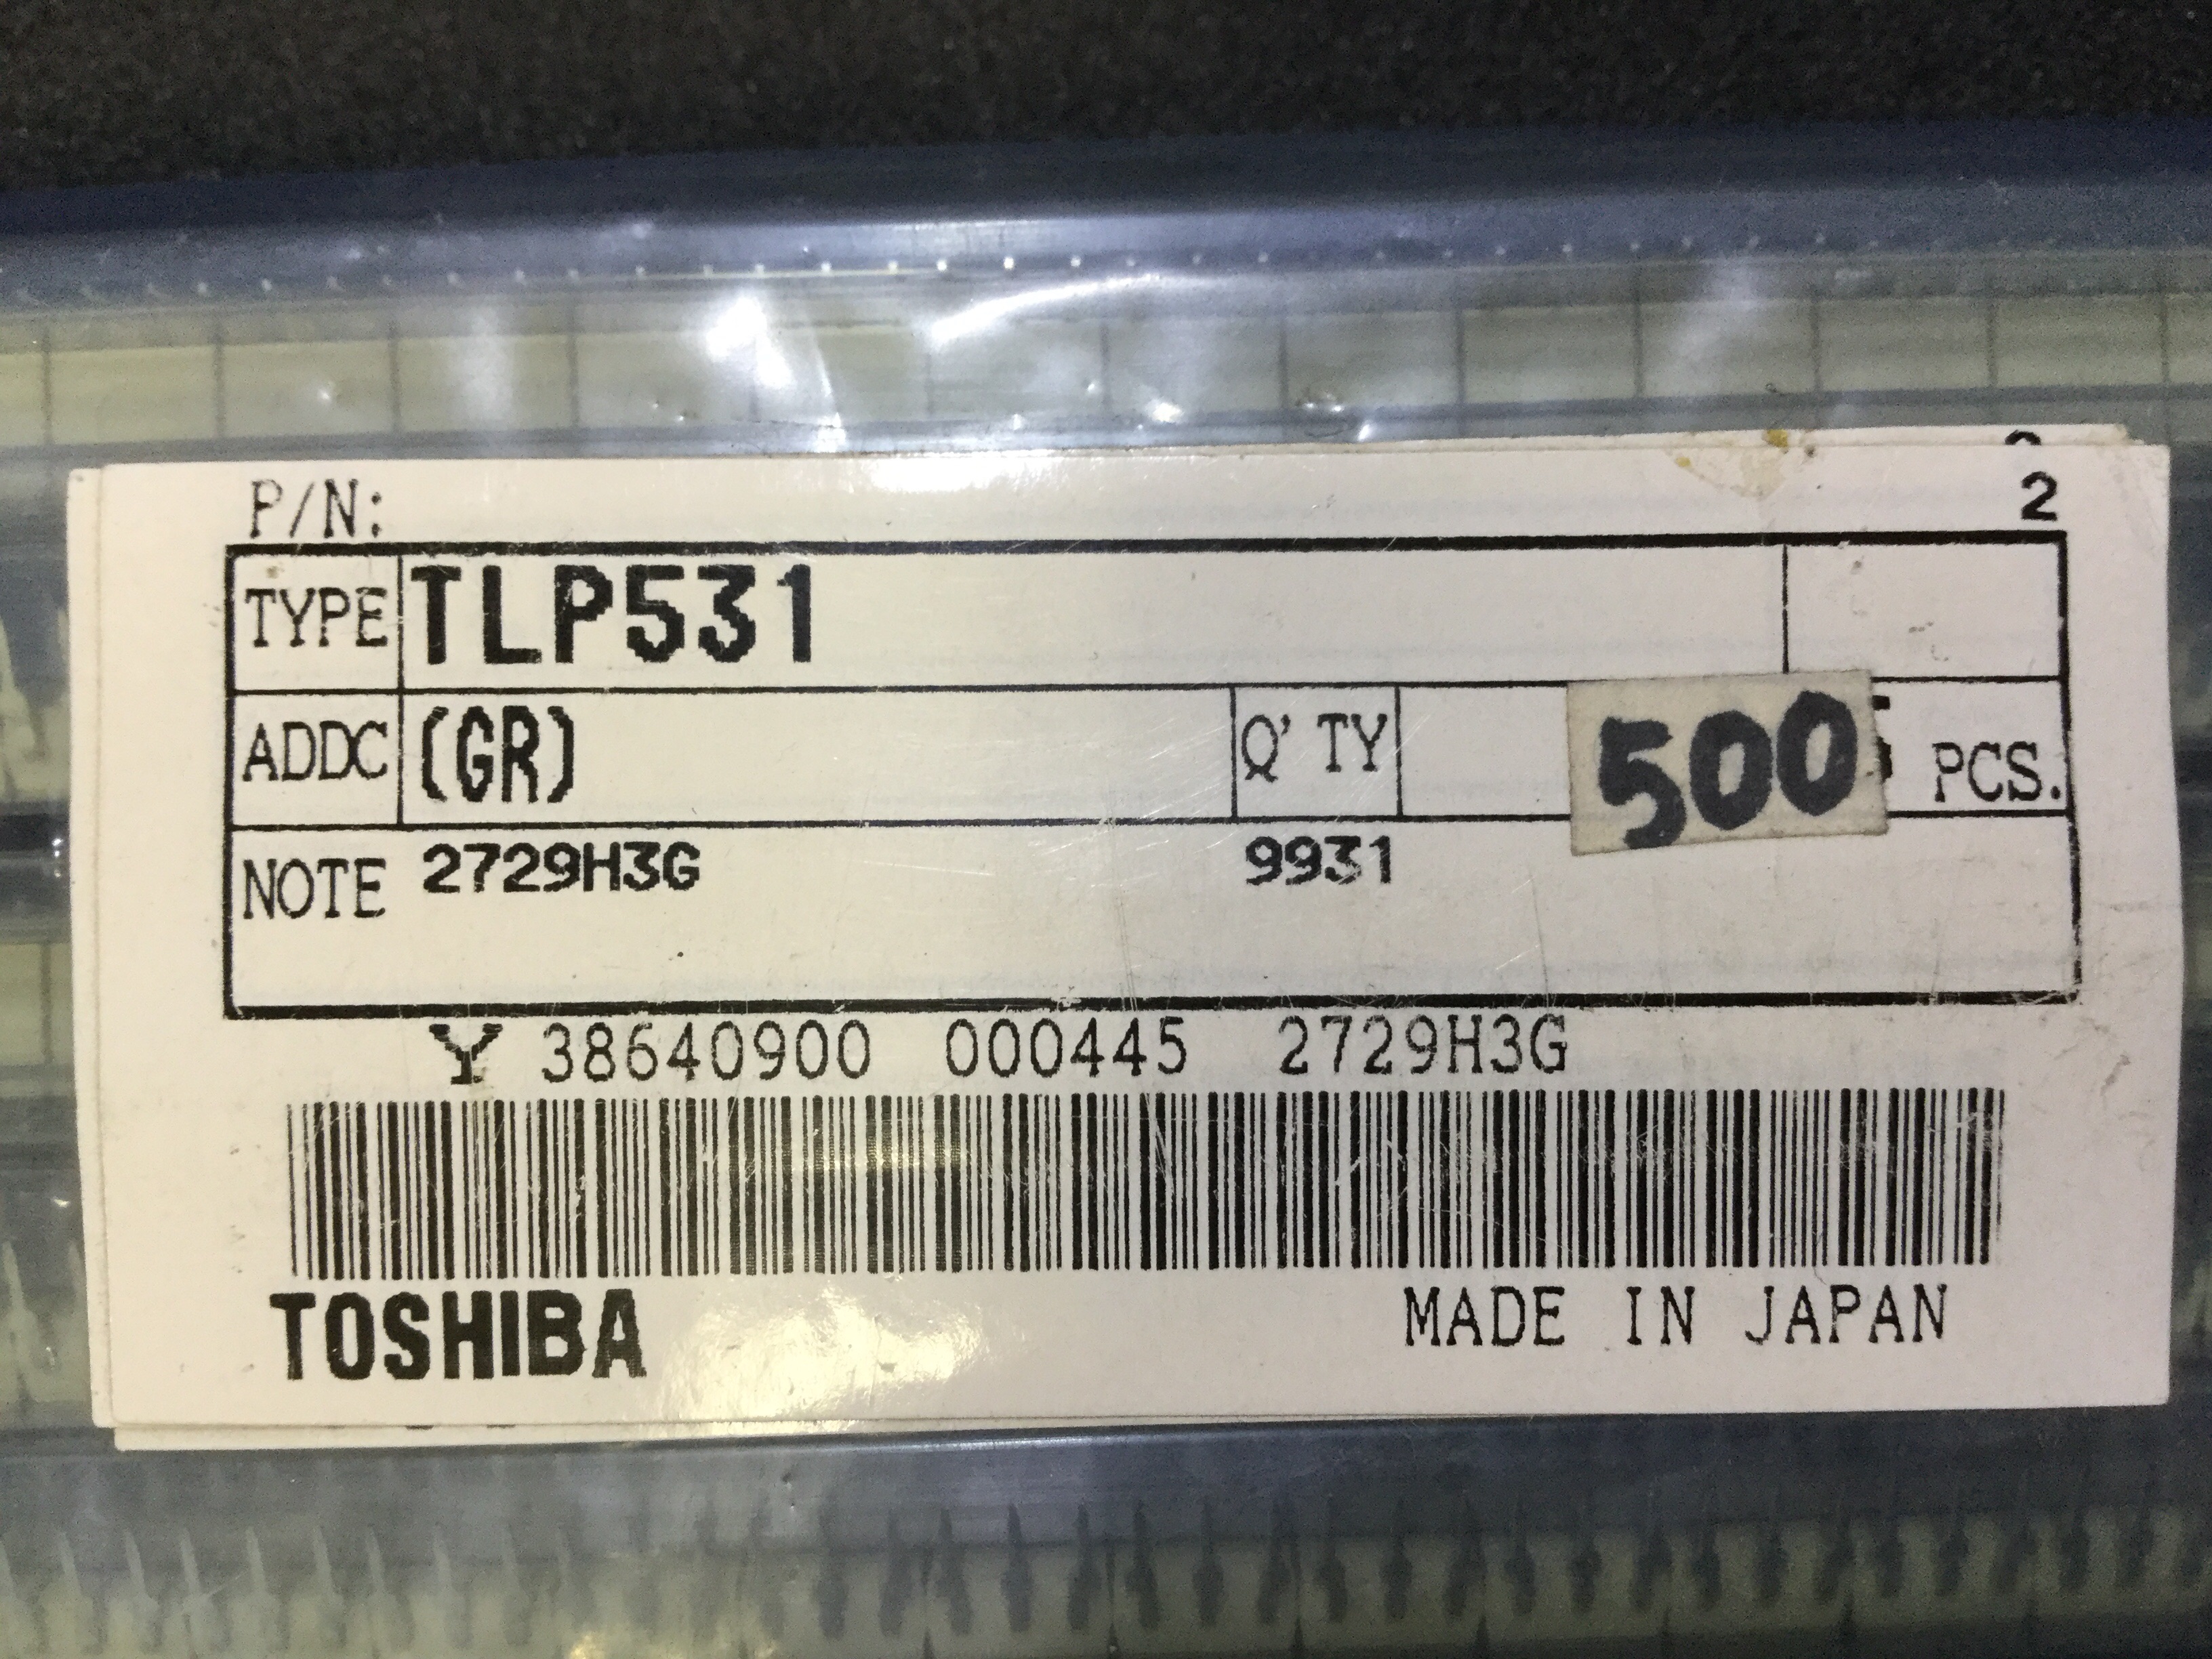 2
P/N:
TYPE TLP531
ADDC (GR) Q'TY 500 PCS.
NOTE 2729H3G 9931
Y 38640900 000445 2729H3G
TOSHIBA MADE IN JAPAN